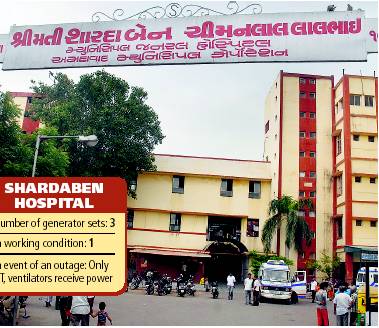 શ્રીમતી શારદા બેન ચીમનલાલ લાલભાઇ
મ્યુનિસિપલ જનરલ હોસ્પિટલ
અમદાવાદ મ્યુનિસિપલ કોર્પોરેશન
SHARDABEN
HOSPITAL
umber of generator sets: 3
working condition: 1
event of an outage: Only
T, ventilators receive power